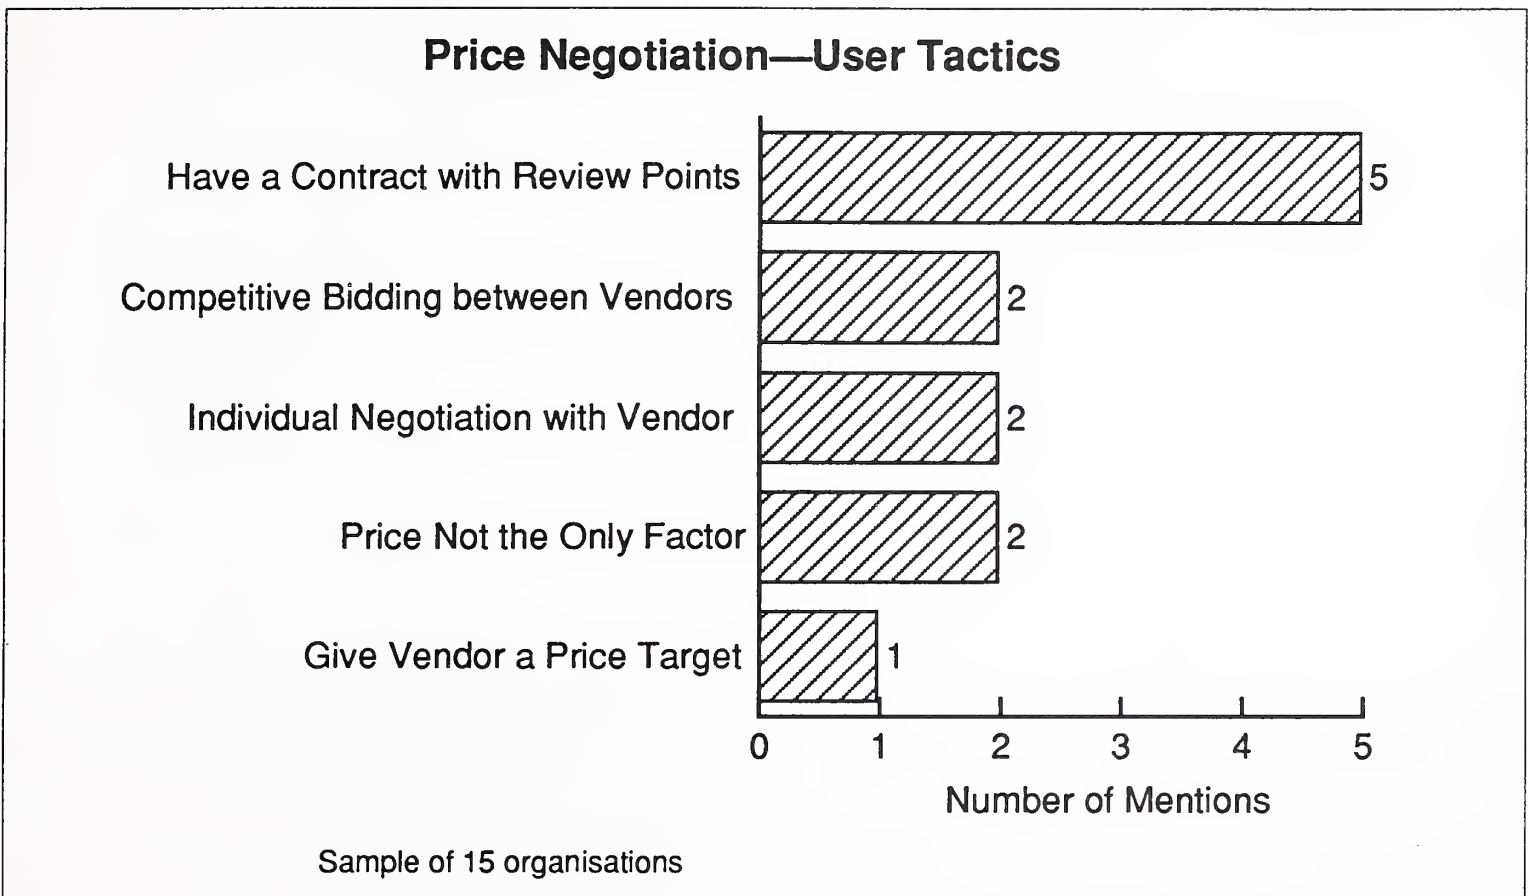 Price Negotiation—User Tactics
Have a Contract with Review Points 5
Competitive Bidding between Vendors 2
Individual Negotiation with Vendor 2
Price Not the Only Factor 2
Give Vendor a Price Target 1
0 1 2 3 4 5
Number of Mentions
Sample of 15 organisations